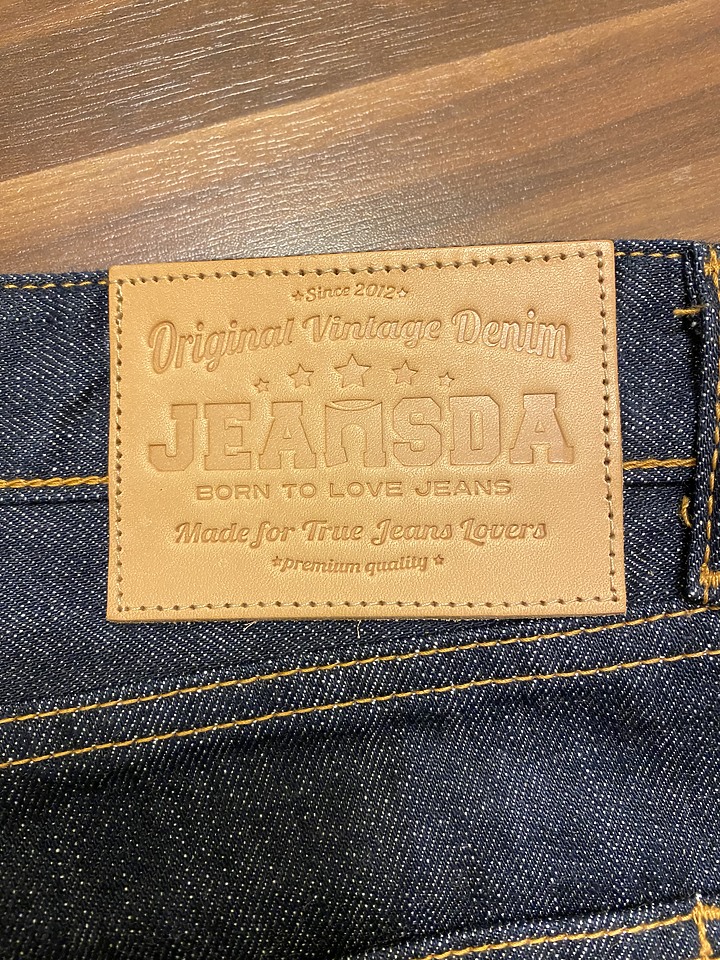 Since 2012
Original Vintage Denim
JEANSDA
BORN TO LOVE JEANS
Made for True Jeans Lovers
premium quality